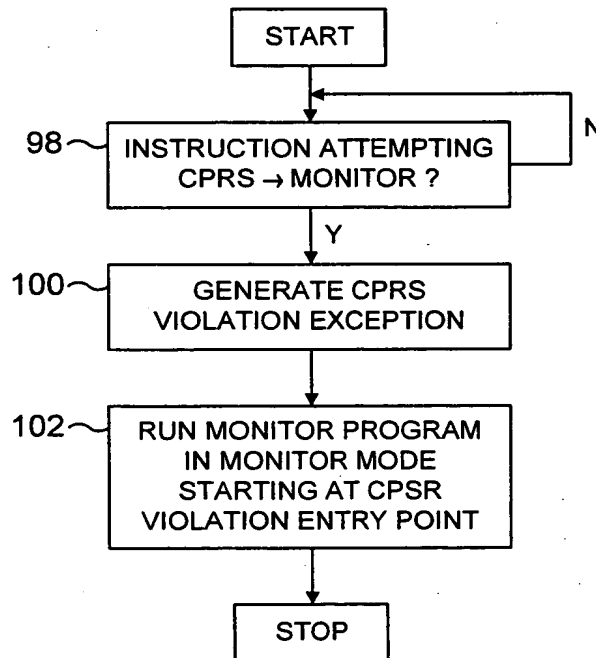 START
98
INSTRUCTION ATTEMPTING
CPRS → MONITOR ?
N
Y
100
GENERATE CPRS
VIOLATION EXCEPTION
102
RUN MONITOR PROGRAM
IN MONITOR MODE
STARTING AT CPSR
VIOLATION ENTRY POINT
STOP